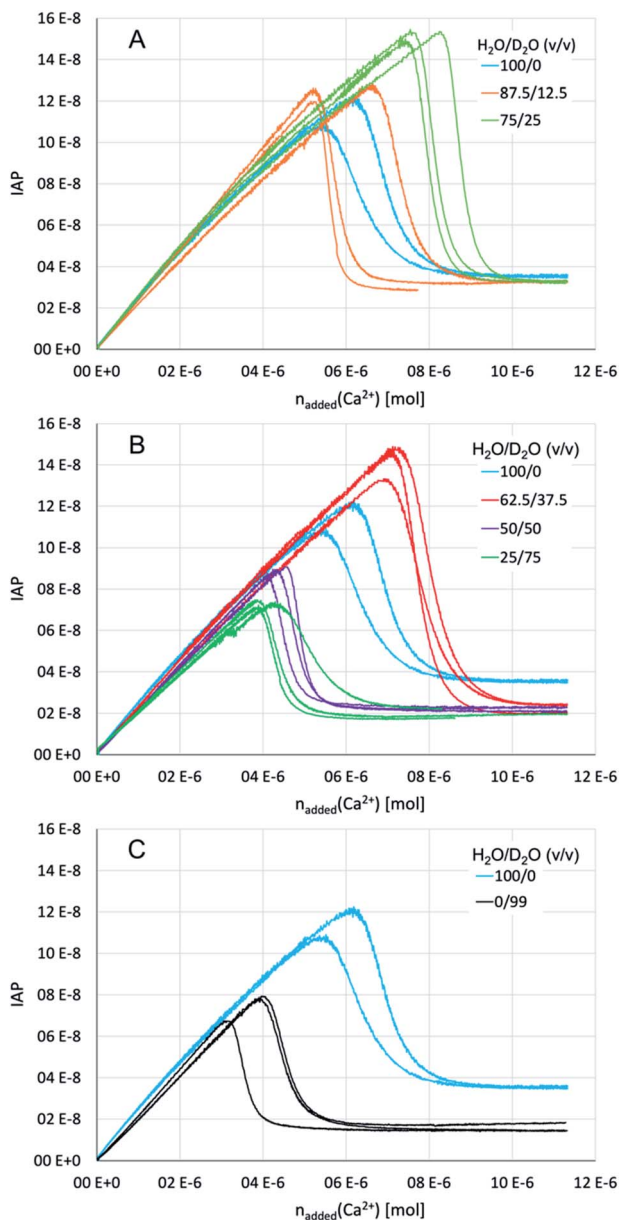 A
16 E-8
14 E-8
12 E-8
10 E-8
08 E-8
06 E-8
04 E-8
02 E-8
00 E+0
IAP
H₂O/D₂O (v/v)
100/0
87.5/12.5
75/25
00 E+0 02 E-6 04 E-6 06 E-6 08 E-6 10 E-6 12 E-6
n_added(Ca²⁺) [mol]
B
16 E-8
14 E-8
12 E-8
10 E-8
08 E-8
06 E-8
04 E-8
02 E-8
00 E+0
IAP
H₂O/D₂O (v/v)
100/0
62.5/37.5
50/50
25/75
00 E+0 02 E-6 04 E-6 06 E-6 08 E-6 10 E-6 12 E-6
n_added(Ca²⁺) [mol]
C
16 E-8
14 E-8
12 E-8
10 E-8
08 E-8
06 E-8
04 E-8
02 E-8
00 E+0
IAP
H₂O/D₂O (v/v)
100/0
0/99
00 E+0 02 E-6 04 E-6 06 E-6 08 E-6 10 E-6 12 E-6
n_added(Ca²⁺) [mol]